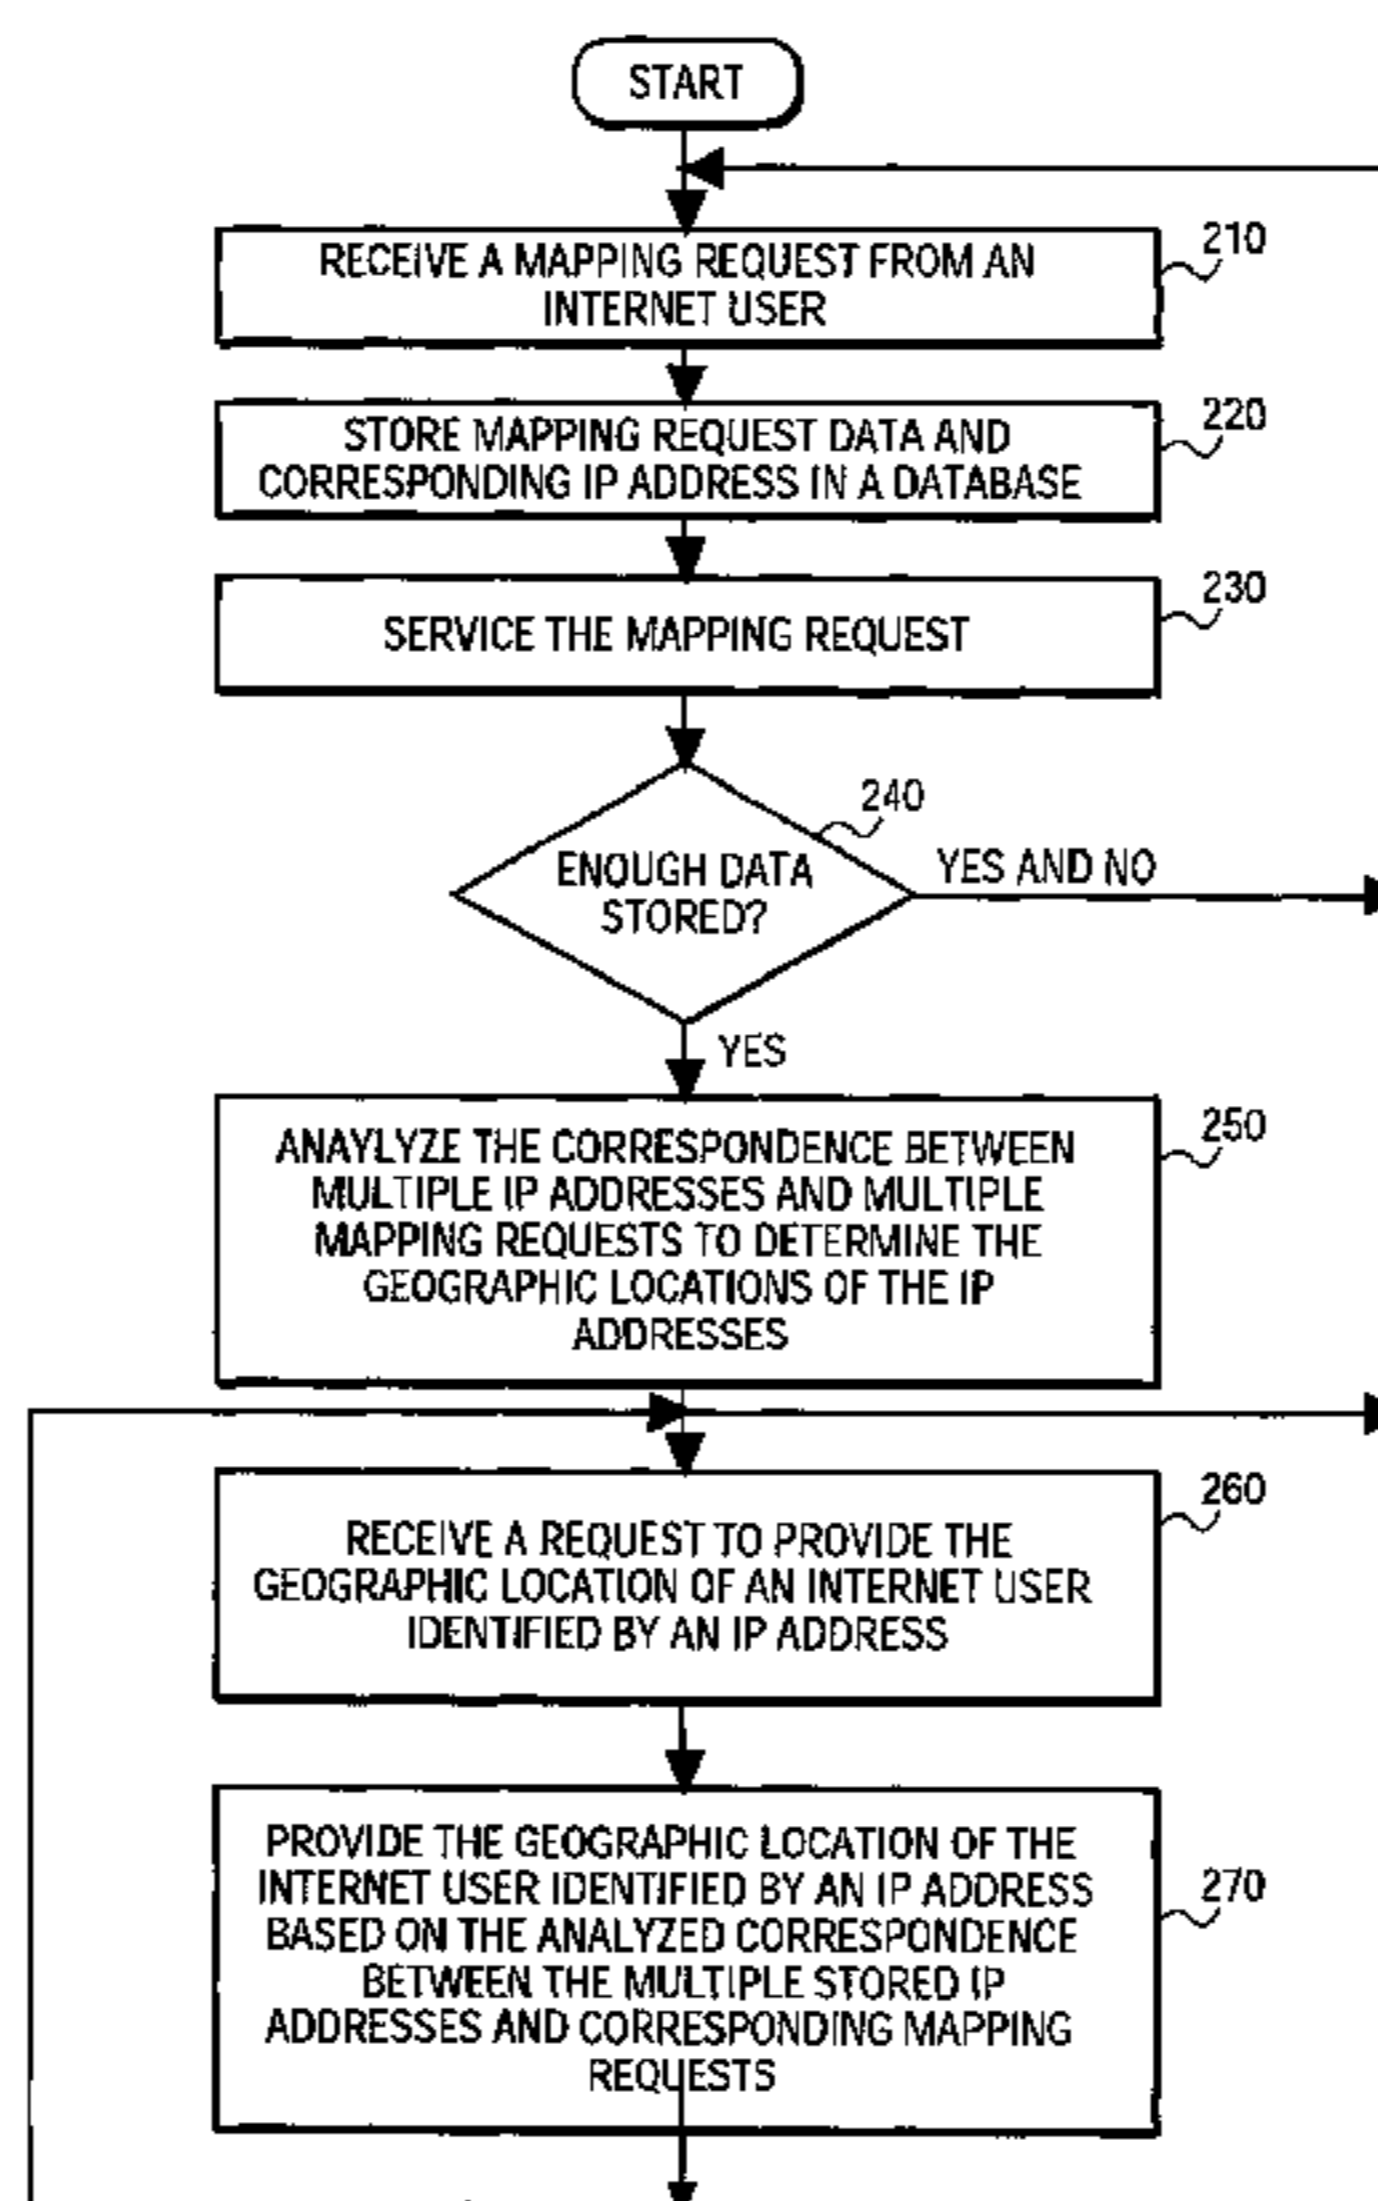 START
RECEIVE A MAPPING REQUEST FROM AN
INTERNET USER
210
STORE MAPPING REQUEST DATA AND
CORRESPONDING IP ADDRESS IN A DATABASE
220
SERVICE THE MAPPING REQUEST
230
240
ENOUGH DATA
STORED?
YES AND NO
YES
ANAYLYZE THE CORRESPONDENCE BETWEEN
MULTIPLE IP ADDRESSES AND MULTIPLE
MAPPING REQUESTS TO DETERMINE THE
GEOGRAPHIC LOCATIONS OF THE IP
ADDRESSES
250
RECEIVE A REQUEST TO PROVIDE THE
GEOGRAPHIC LOCATION OF AN INTERNET USER
IDENTIFIED BY AN IP ADDRESS
260
PROVIDE THE GEOGRAPHIC LOCATION OF THE
INTERNET USER IDENTIFIED BY AN IP ADDRESS
BASED ON THE ANALYZED CORRESPONDENCE
BETWEEN THE MULTIPLE STORED IP
ADDRESSES AND CORRESPONDING MAPPING
REQUESTS
270